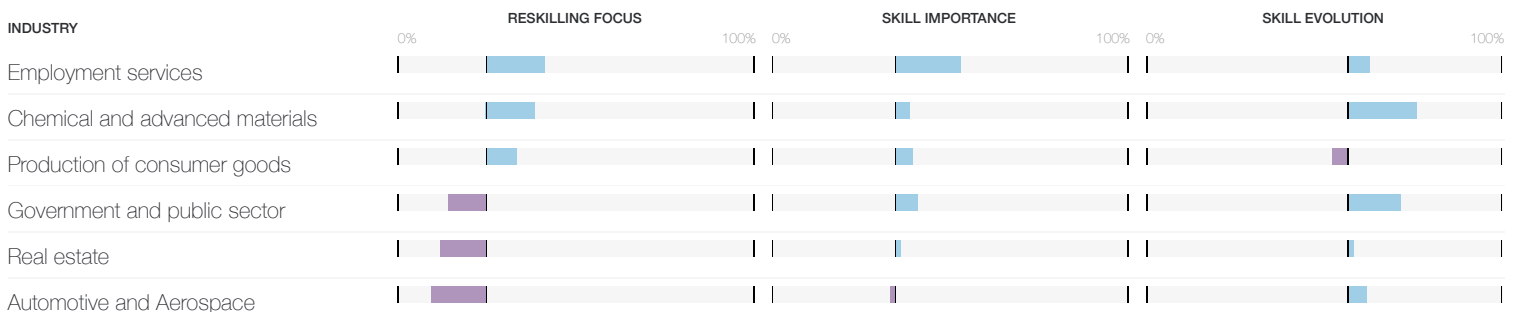 INDUSTRY RESKILLING FOCUS SKILL IMPORTANCE SKILL EVOLUTION
0% 100% 0% 100% 0% 100%
Employment services
Chemical and advanced materials
Production of consumer goods
Government and public sector
Real estate
Automotive and Aerospace